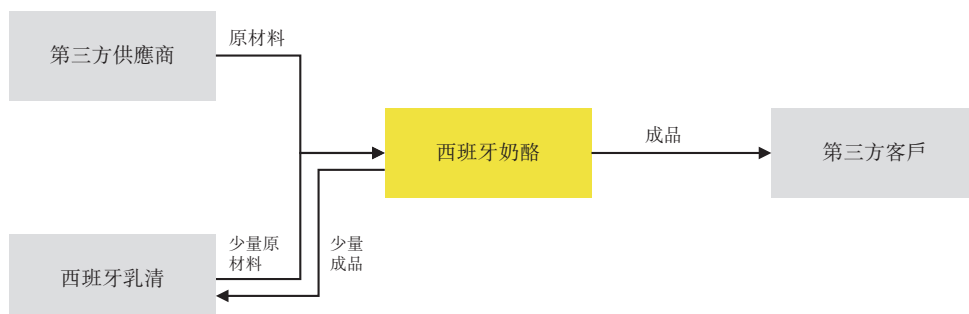 第三方供應商
原材料
西班牙奶酪
成品
第三方客戶
西班牙乳清
少量原
材料
少量
成品